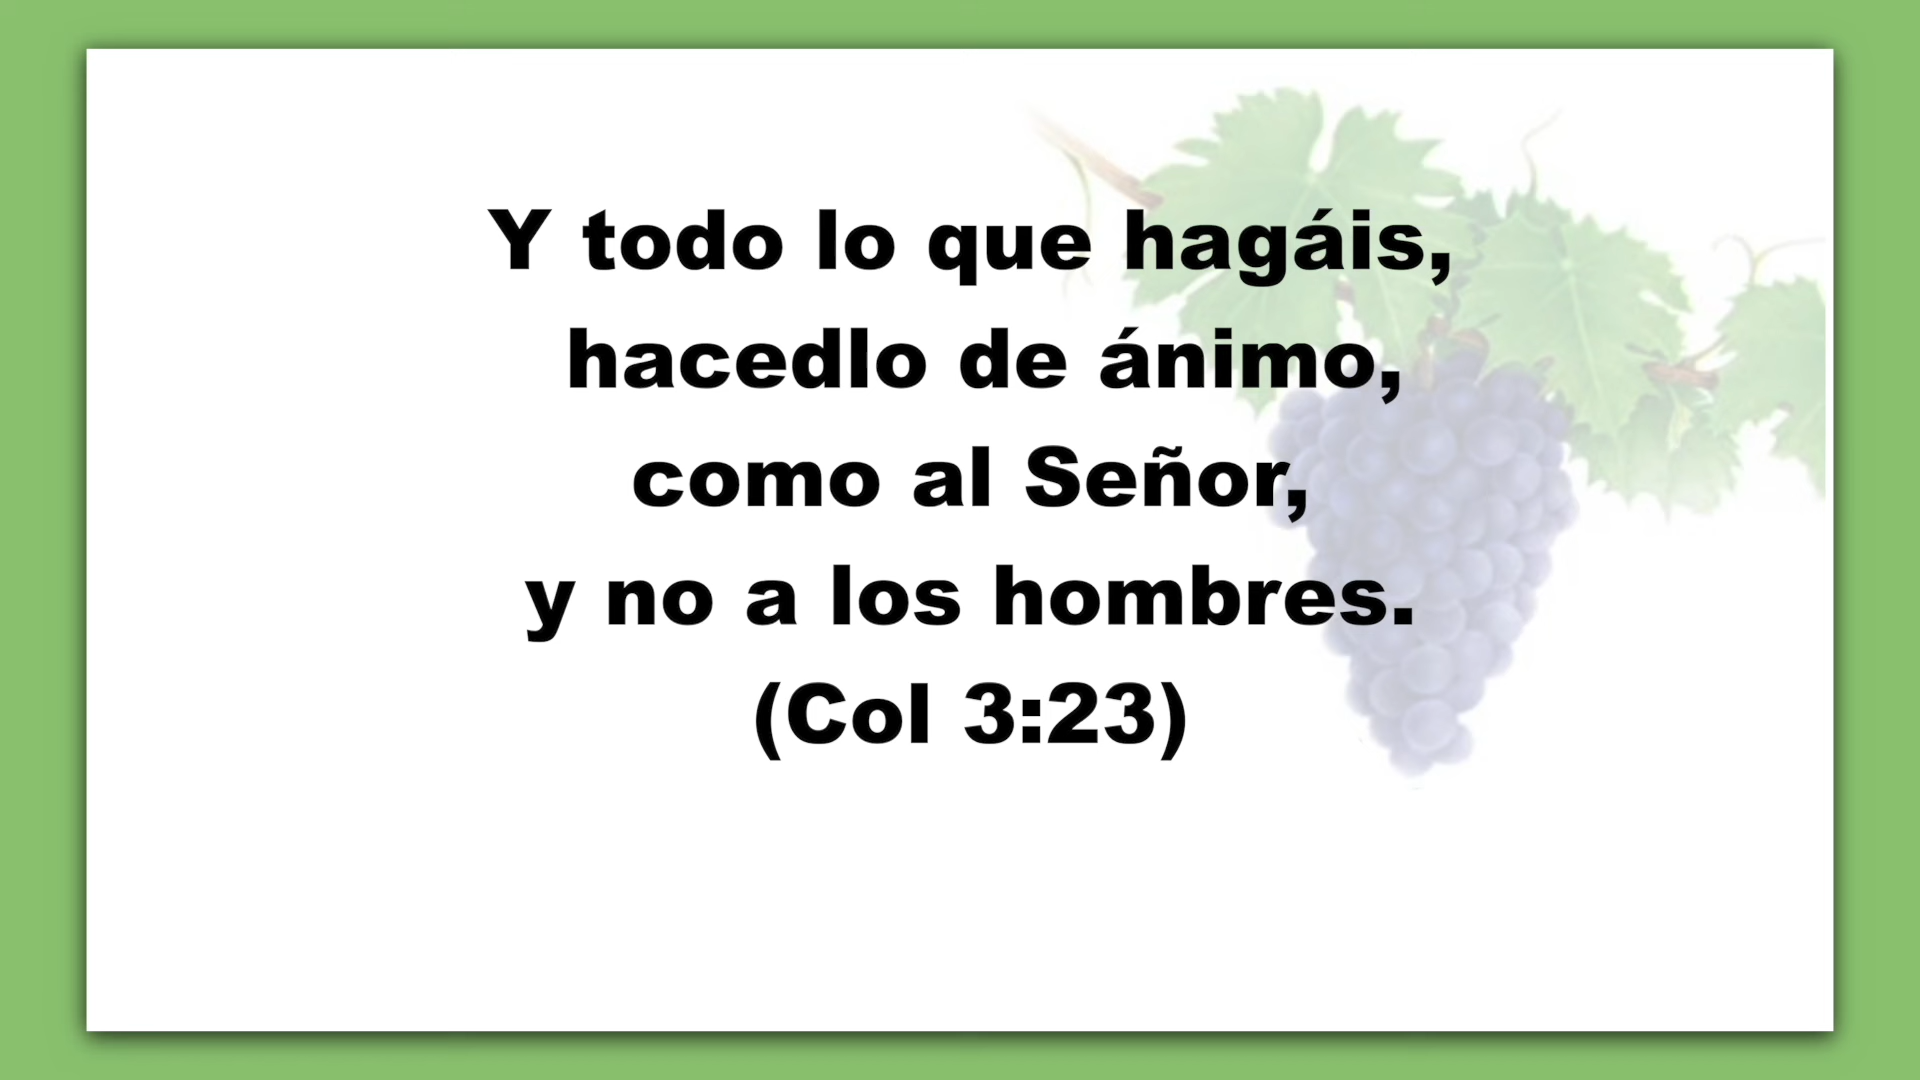 Y todo lo que hagáis,
hacedlo de ánimo,
como al Señor,
y no a los hombres.
(Col 3:23)